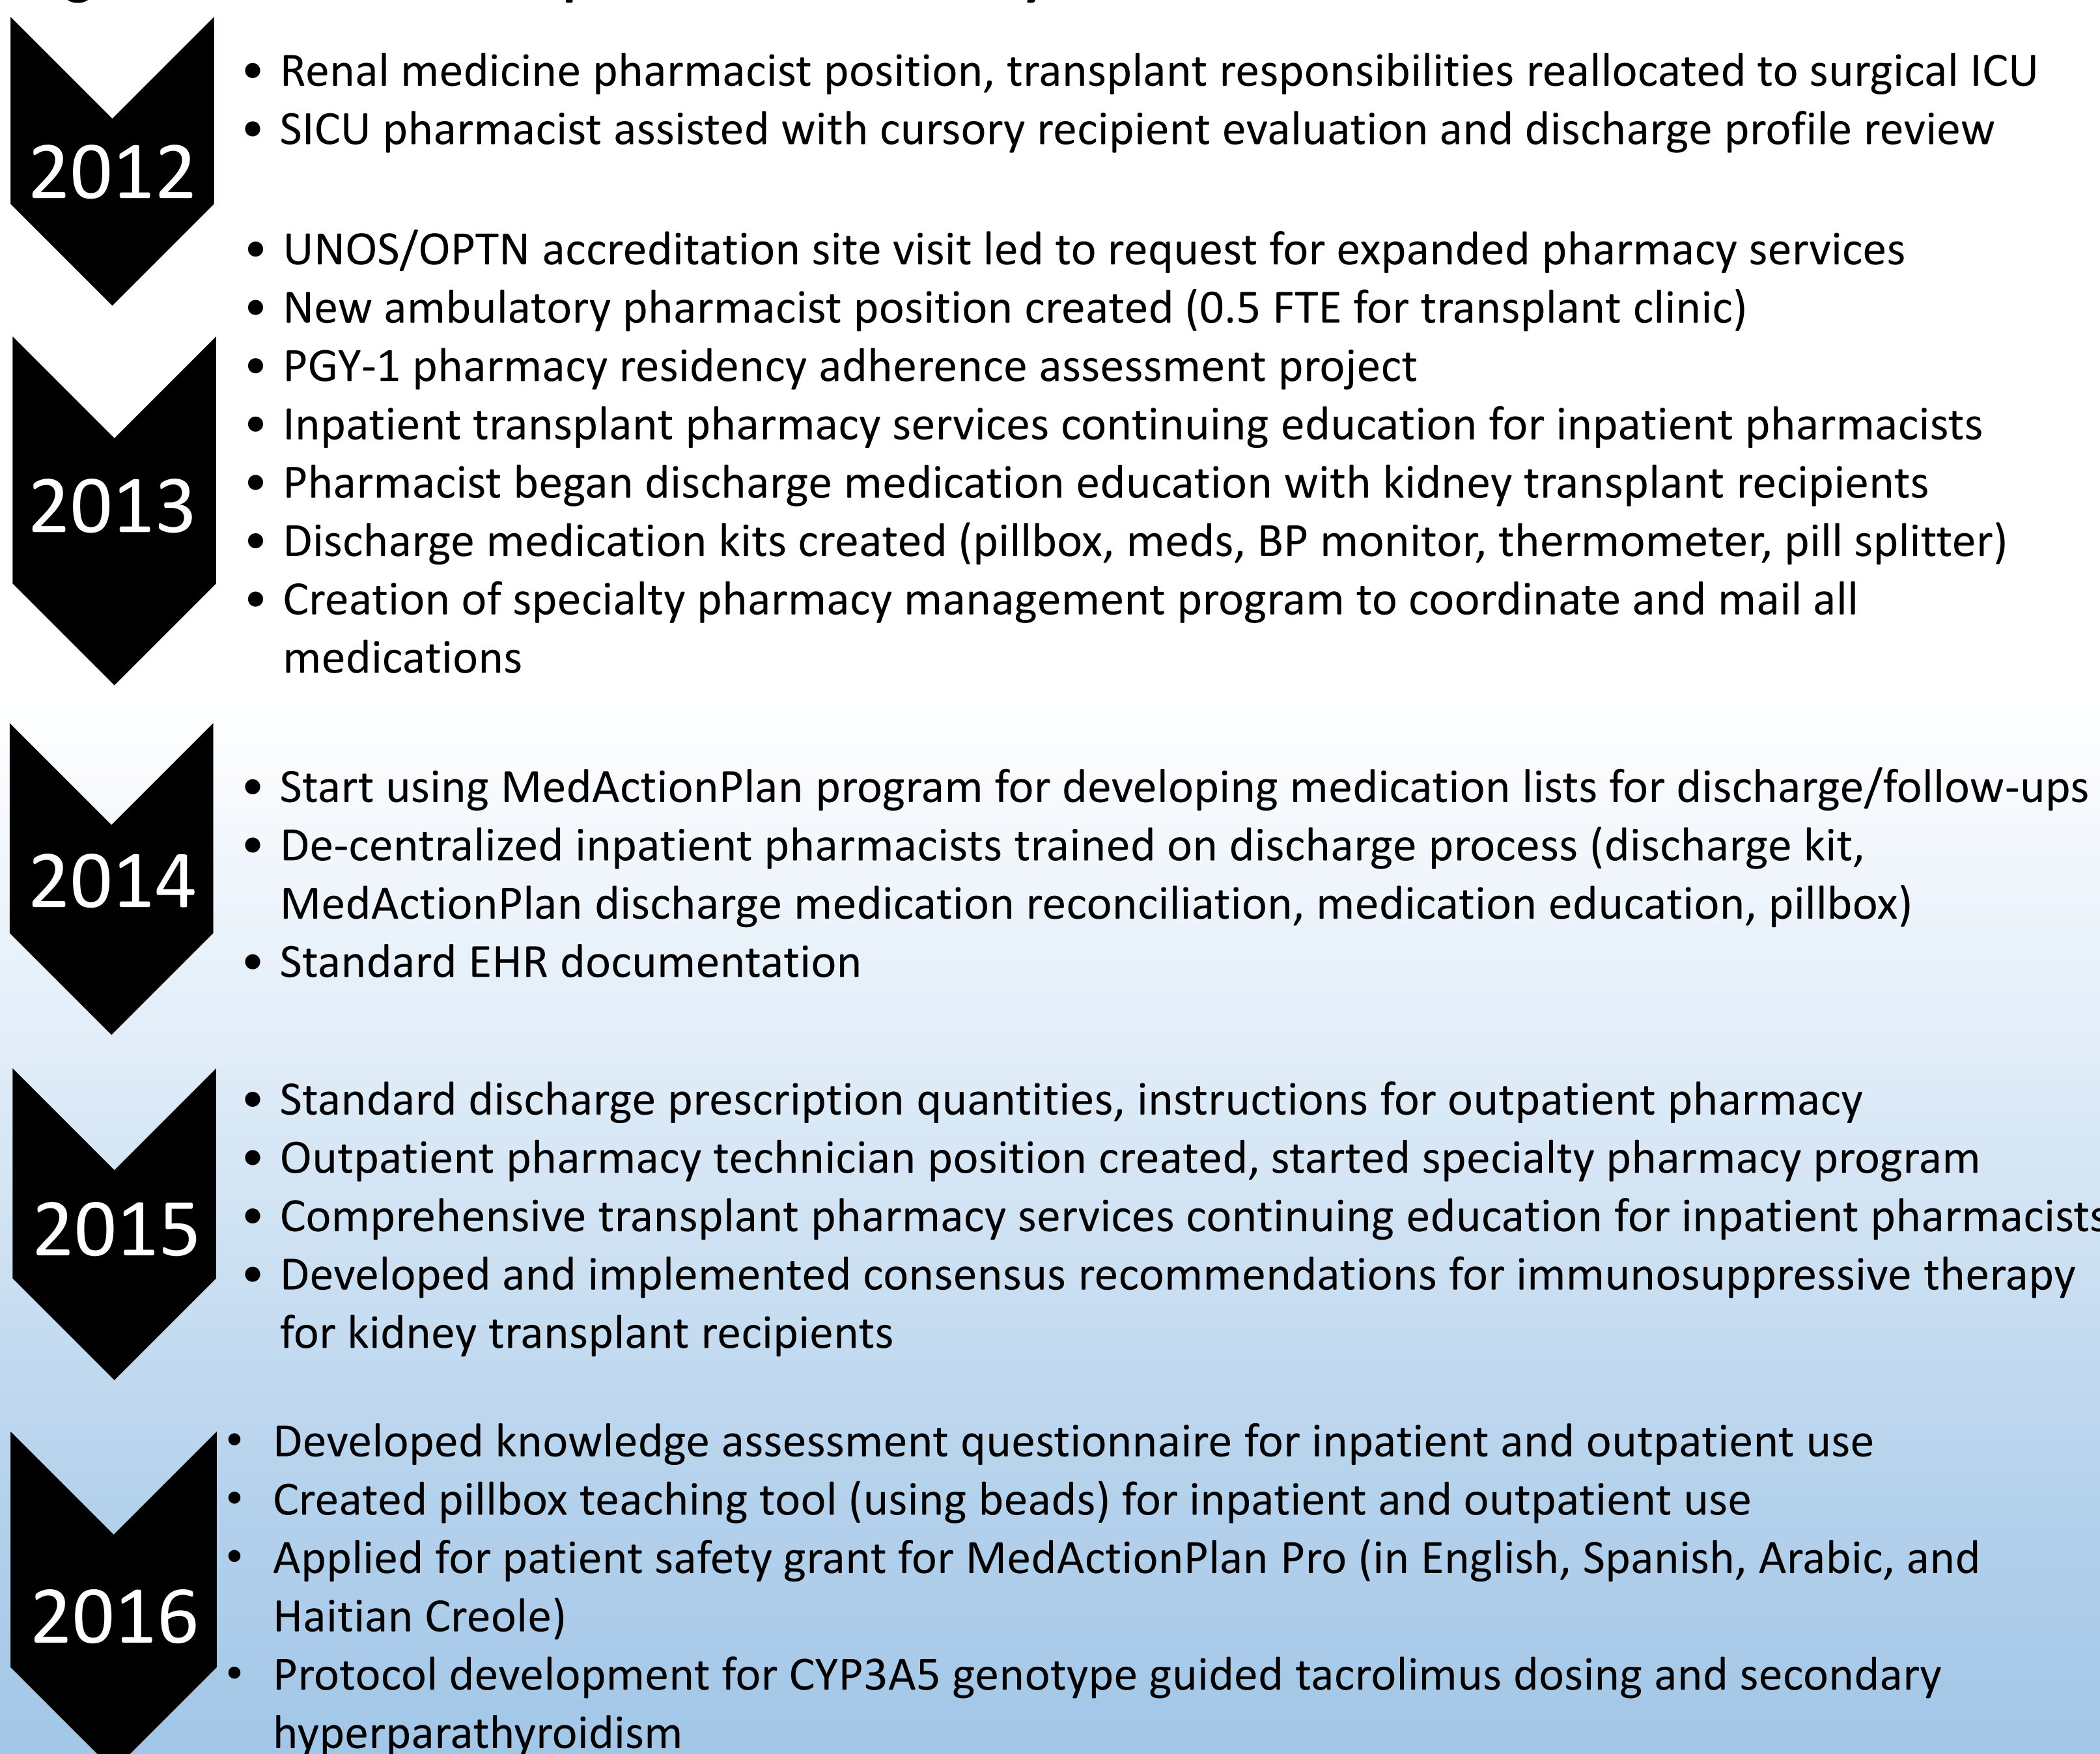 2012
• Renal medicine pharmacist position, transplant responsibilities reallocated to surgical ICU
• SICU pharmacist assisted with cursory recipient evaluation and discharge profile review
2013
• UNOS/OPTN accreditation site visit led to request for expanded pharmacy services
• New ambulatory pharmacist position created (0.5 FTE for transplant clinic)
• PGY-1 pharmacy residency adherence assessment project
• Inpatient transplant pharmacy services continuing education for inpatient pharmacists
• Pharmacist began discharge medication education with kidney transplant recipients
• Discharge medication kits created (pillbox, meds, BP monitor, thermometer, pill splitter)
• Creation of specialty pharmacy management program to coordinate and mail all
medications
2014
• Start using MedActionPlan program for developing medication lists for discharge/follow-ups
• De-centralized inpatient pharmacists trained on discharge process (discharge kit,
MedActionPlan discharge medication reconciliation, medication education, pillbox)
• Standard EHR documentation
2015
• Standard discharge prescription quantities, instructions for outpatient pharmacy
• Outpatient pharmacy technician position created, started specialty pharmacy program
• Comprehensive transplant pharmacy services continuing education for inpatient pharmacists
• Developed and implemented consensus recommendations for immunosuppressive therapy
for kidney transplant recipients
2016
• Developed knowledge assessment questionnaire for inpatient and outpatient use
• Created pillbox teaching tool (using beads) for inpatient and outpatient use
• Applied for patient safety grant for MedActionPlan Pro (in English, Spanish, Arabic, and
Haitian Creole)
• Protocol development for CYP3A5 genotype guided tacrolimus dosing and secondary
hyperparathyroidism